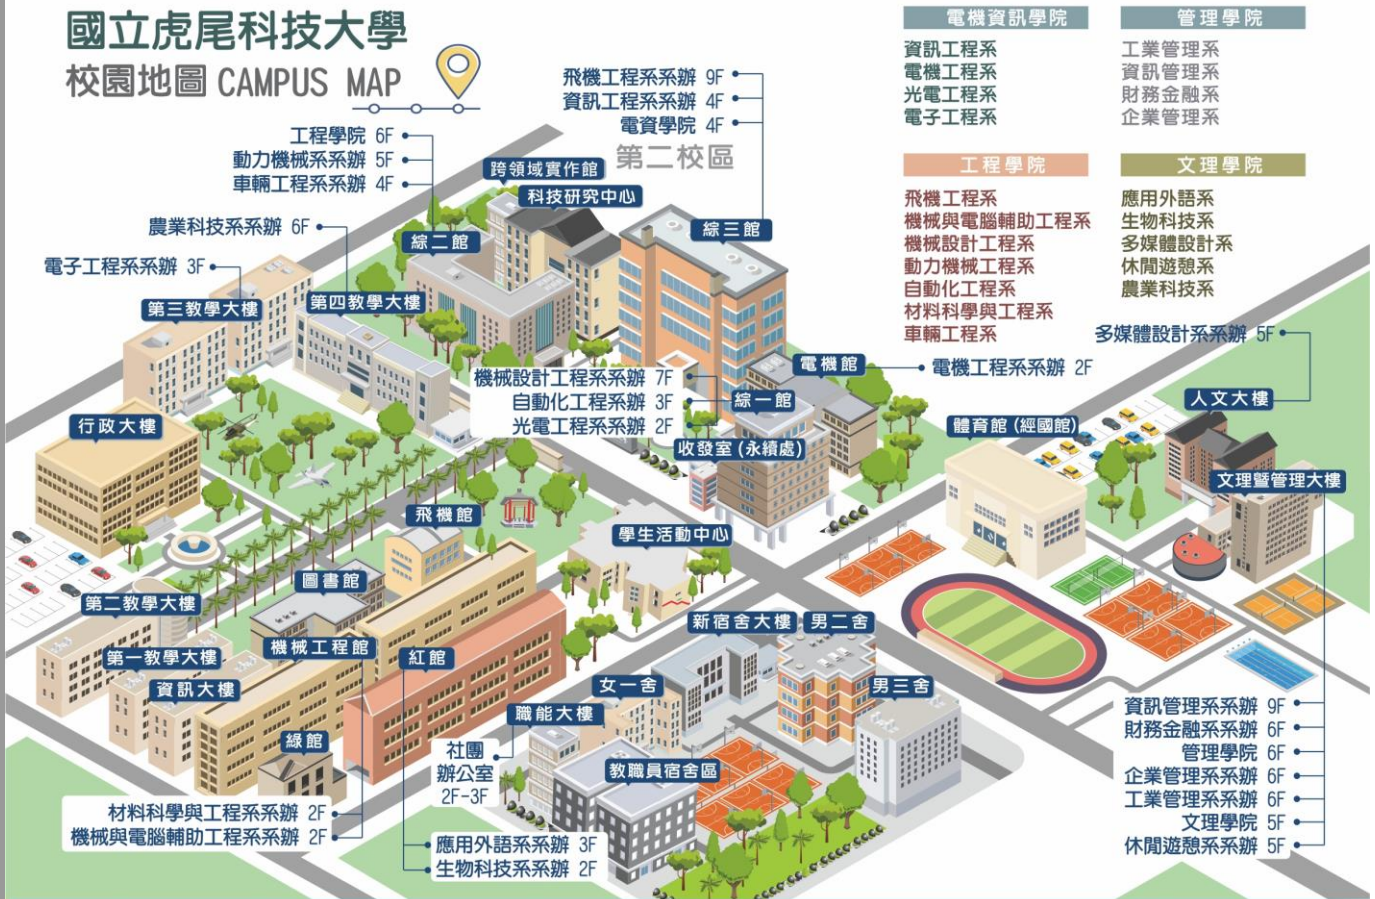 國立虎尾科技大學
校園地圖 CAMPUS MAP
電機資訊學院
資訊工程系
電機工程系
光電工程系
電子工程系
管理學院
工業管理系
資訊管理系
財務金融系
企業管理系
工程學院
飛機工程系
機械與電腦輔助工程系
機械設計工程系
動力機械工程系
自動化工程系
材料科學與工程系
車輛工程系
文理學院
應用外語系
生物科技系
多媒體設計系
休閒遊憩系
農業科技系
飛機工程系系辦 9F
資訊工程系系辦 4F
電資學院 4F
第二校區
工程學院 6F
動力機械系系辦 5F
車輛工程系系辦 4F
跨領域實作館
科技研究中心
農業科技系系辦 6F
綜二館
綜三館
電子工程系系辦 3F
第三教學大樓
第四教學大樓
多媒體設計系系辦 5F
電機館
電機工程系系辦 2F
機械設計工程系系辦 7F
自動化工程系系辦 3F
光電工程系系辦 2F
綜一館
人文大樓
行政大樓
體育館(經國館)
收發室(永續處)
文理暨管理大樓
飛機館
學生活動中心
圖書館
第二教學大樓
新宿舍大樓
男二舍
機械工程館
紅館
第一教學大樓
資訊大樓
女一舍
男三舍
職能大樓
綠館
社團
辦公室
2F-3F
教職員宿舍區
資訊管理系系辦 9F
財務金融系系辦 6F
管理學院 6F
企業管理系系辦 6F
工業管理系系辦 6F
文理學院 5F
休閒遊憩系系辦 5F
材料科學與工程系系辦 2F
機械與電腦輔助工程系系辦 2F
應用外語系系辦 3F
生物科技系系辦 2F